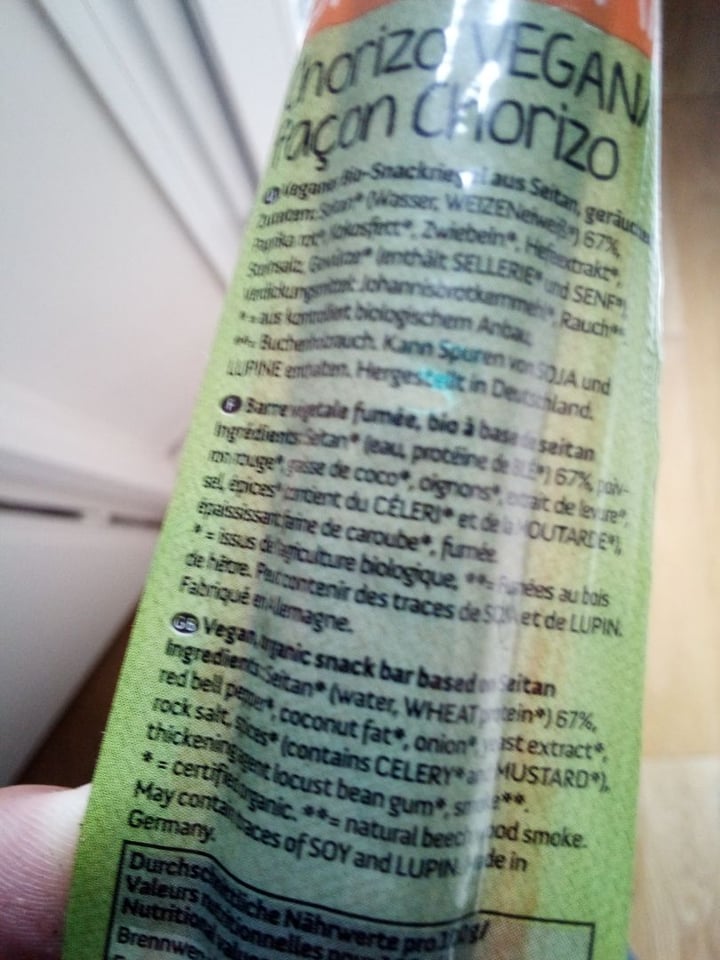 Chorizo VEGAN
Façon Chorizo
Vegane Bio-Snackriegel aus Seitan,
Zutaten: Seitan* (Wasser, WEIZENeiweiß*) 67%,
Paprika rot*, Kokosfett*, Zwiebeln*, Hefeextrakt*,
Steinsalz, Gewürze* (enthält SELLERIE* und SENF*),
Verdickungsmittel Johannisbrotkernmehl*, Rauch**
* = aus kontrolliert biologischem Anbau,
**= Buchenholzrauch. Kann Spuren von SOJA und
LUPINE enthalten. Hergestellt in Deutschland.
F Barre végétale fumée, bio à base de seitan
Ingrédients: Seitan* (eau, protéine de BLÉ*) 67%, poiv-
ron rouge*, graisse de coco*, oignons*, extrait de levure*,
sel, épices* contient du CÉLERI* et de la MOUTARDE*),
épaississant farine de caroube*, fumée.
* = issus de l'agriculture biologique, **= fumées au bois
de hêtre. Peut contenir des traces de SOJA et de LUPIN.
Fabriqué en Allemagne.
GB Vegan, organic snack bar based on Seitan
Ingredients: Seitan* (water, WHEAT protein*) 67%,
red bell pepper*, coconut fat*, onion*, yeast extract*,
rock salt, spices* (contains CELERY* and MUSTARD*),
thickening agent locust bean gum*, smoke**.
* = certified organic. **= natural beechwood smoke.
May contain traces of SOY and LUPIN. Made in
Germany.
Durchschnittliche Nährwerte pro 100g/
Valeurs nutritionnelles pour
Nutritional values